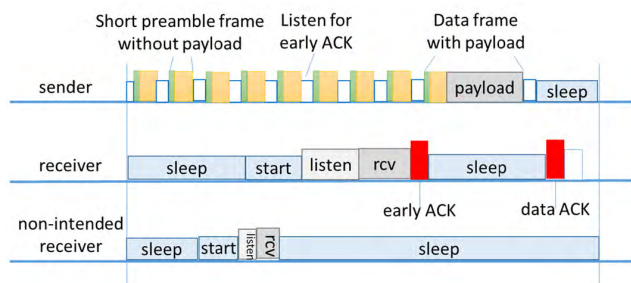 Short preamble frame
without payload
Listen for
early ACK
Data frame
with payload
sender
payload
sleep
receiver
sleep
start
listen
rcv
sleep
early ACK
data ACK
non-intended
receiver
sleep
start
listen
rcv
sleep